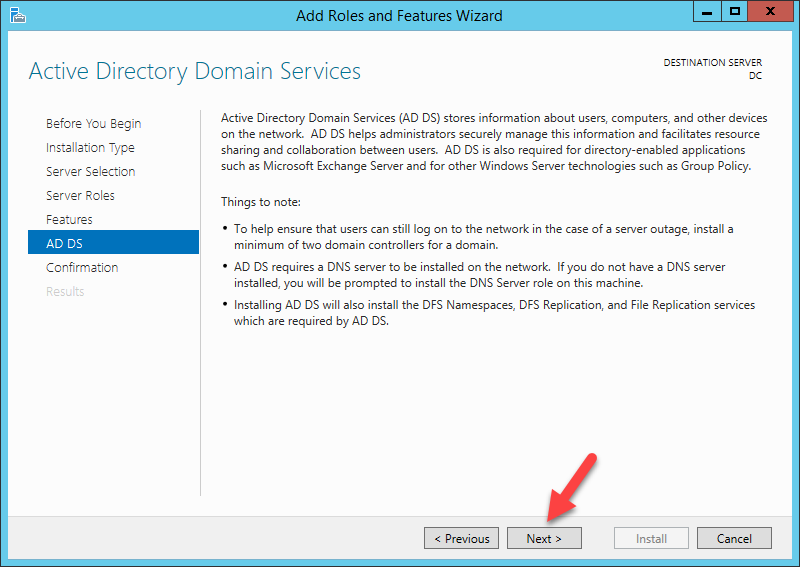 Add Roles and Features Wizard
Active Directory Domain Services
DESTINATION SERVER
DC
Before You Begin
Installation Type
Server Selection
Server Roles
Features
AD DS
Confirmation
Results
Active Directory Domain Services (AD DS) stores information about users, computers, and other devices
on the network.  AD DS helps administrators securely manage this information and facilitates resource
sharing and collaboration between users.  AD DS is also required for directory-enabled applications
such as Microsoft Exchange Server and for other Windows Server technologies such as Group Policy.
Things to note:
• To help ensure that users can still log on to the network in the case of a server outage, install a
minimum of two domain controllers for a domain.
• AD DS requires a DNS server to be installed on the network.  If you do not have a DNS server
installed, you will be prompted to install the DNS Server role on this machine.
• Installing AD DS will also install the DFS Namespaces, DFS Replication, and File Replication services
which are required by AD DS.
< Previous
Next >
Install
Cancel